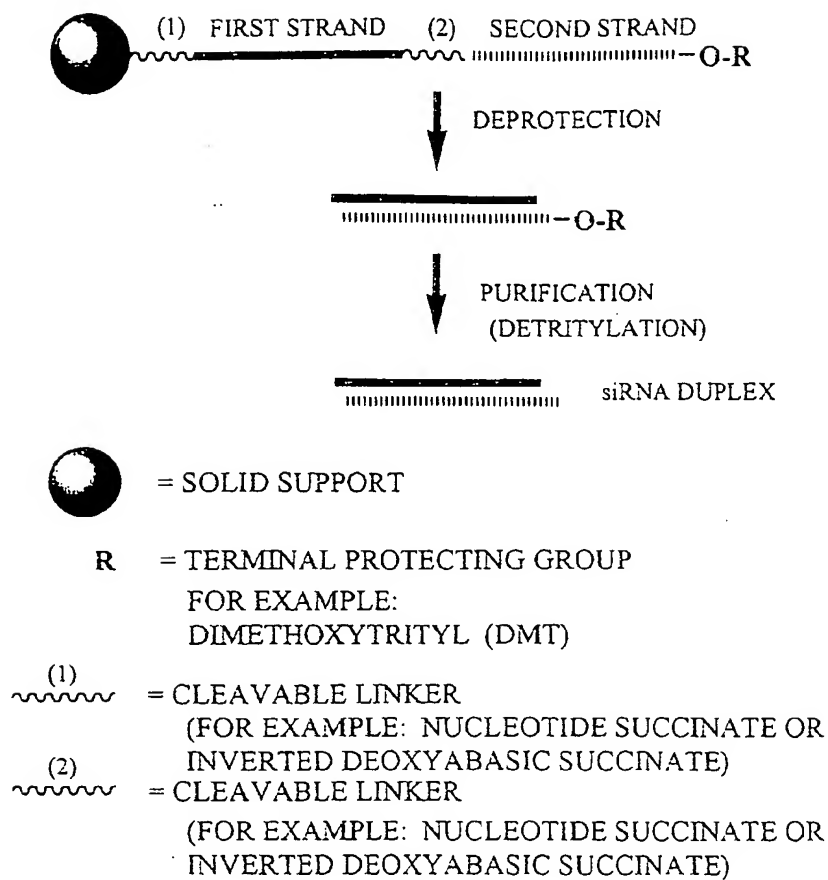 (1) FIRST STRAND (2) SECOND STRAND
O-R
DEPROTECTION
O-R
PURIFICATION
(DETRITYLATION)
siRNA DUPLEX
= SOLID SUPPORT
R = TERMINAL PROTECTING GROUP
FOR EXAMPLE:
DIMETHOXYTRITYL (DMT)
(1)
= CLEAVABLE LINKER
(FOR EXAMPLE: NUCLEOTIDE SUCCINATE OR
INVERTED DEOXYABASIC SUCCINATE)
(2)
= CLEAVABLE LINKER
(FOR EXAMPLE: NUCLEOTIDE SUCCINATE OR
INVERTED DEOXYABASIC SUCCINATE)